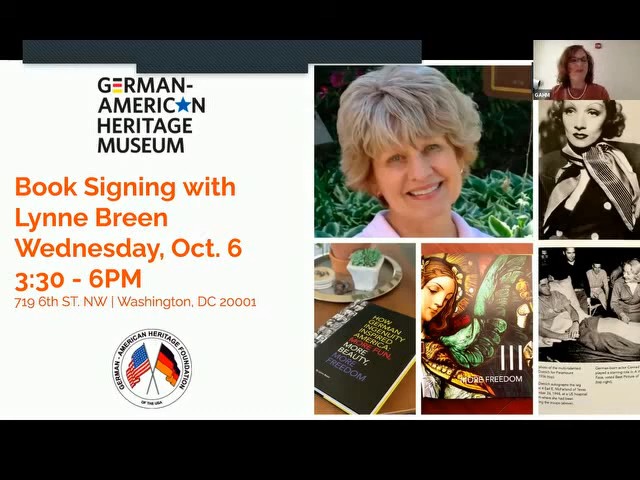 GERMAN-
AMERICAN
HERITAGE
MUSEUM
Book Signing with
Lynne Breen
Wednesday, Oct. 6
3:30 - 6PM
719 6th ST. NW | Washington, DC 20001
GERMAN - AMERICAN HERITAGE FOUNDATION
OF THE USA
HOW
GERMAN
INGENUITY
INSPIRED
AMERICA:
MORE FUN,
MORE
BEAUTY,
MORE
FREEDOM
III
MORE FREEDOM
GAHM